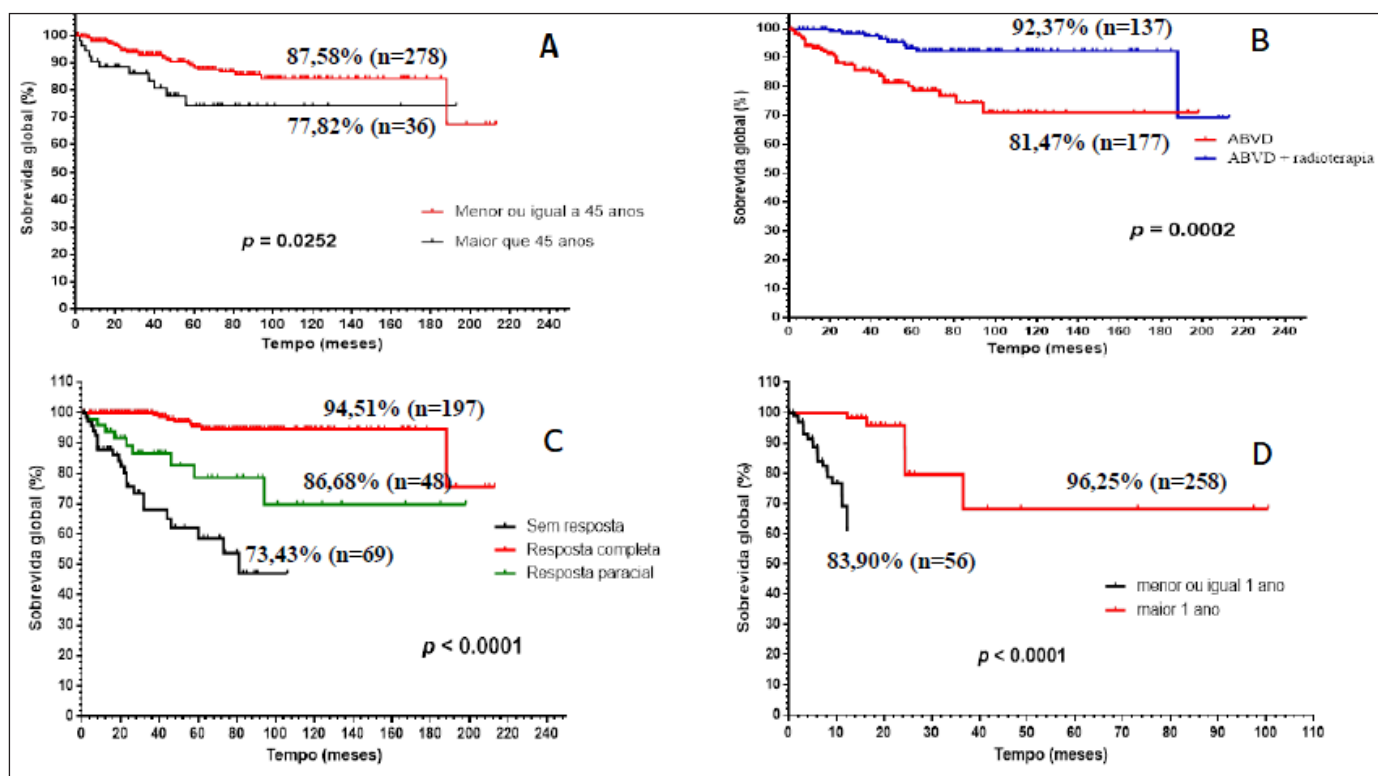 A
Sobrevida global (%)
100
90
80
70
60
50
40
30
20
10
0
87,58% (n=278)
77,82% (n=36)
Menor ou igual a 45 anos
Maior que 45 anos
p = 0.0252
0 20 40 60 80 100 120 140 160 180 200 220 240
Tempo (meses)
B
Sobrevida global (%)
100
90
80
70
60
50
40
30
20
10
0
92,37% (n=137)
81,47% (n=177)
ABVD
ABVD + radioterapia
p = 0.0002
0 20 40 60 80 100 120 140 160 180 200 220 240
Tempo (meses)
C
Sobrevida global (%)
110
100
90
80
70
60
50
40
30
20
10
0
94,51% (n=197)
86,68% (n=48)
73,43% (n=69)
Sem resposta
Resposta completa
Resposta paracial
p < 0.0001
0 20 40 60 80 100 120 140 160 180 200 220 240
Tempo (meses)
D
Sobrevida global (%)
110
100
90
80
70
60
50
40
30
20
10
0
96,25% (n=258)
83,90% (n=56)
menor ou igual 1 ano
maior 1 ano
p < 0.0001
0 10 20 30 40 50 60 70 80 90 100 110
Tempo (meses)